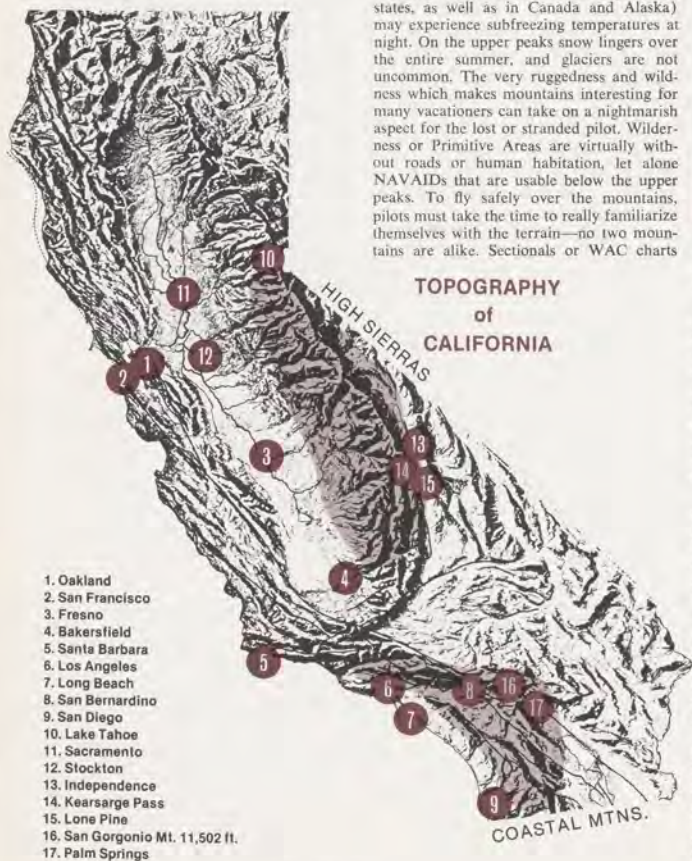 states, as well as in Canada and Alaska)
may experience subfreezing temperatures at
night. On the upper peaks snow lingers over
the entire summer, and glaciers are not
uncommon. The very ruggedness and wild-
ness which makes mountains interesting for
many vacationers can take on a nightmarish
aspect for the lost or stranded pilot. Wilder-
ness or Primitive Areas are virtually with-
out roads or human habitation, let alone
NAVAIDs that are usable below the upper
peaks. To fly safely over the mountains,
pilots must take the time to really familiarize
themselves with the terrain—no two moun-
tains are alike. Sectionals or WAC charts
TOPOGRAPHY
of
CALIFORNIA
HIGH SIERRAS
10
11
12
1
2
3
13
14
15
4
5
6
7
8
16
17
9
COASTAL MTNS.
1. Oakland
2. San Francisco
3. Fresno
4. Bakersfield
5. Santa Barbara
6. Los Angeles
7. Long Beach
8. San Bernardino
9. San Diego
10. Lake Tahoe
11. Sacramento
12. Stockton
13. Independence
14. Kearsarge Pass
15. Lone Pine
16. San Gorgonio Mt. 11,502 ft.
17. Palm Springs